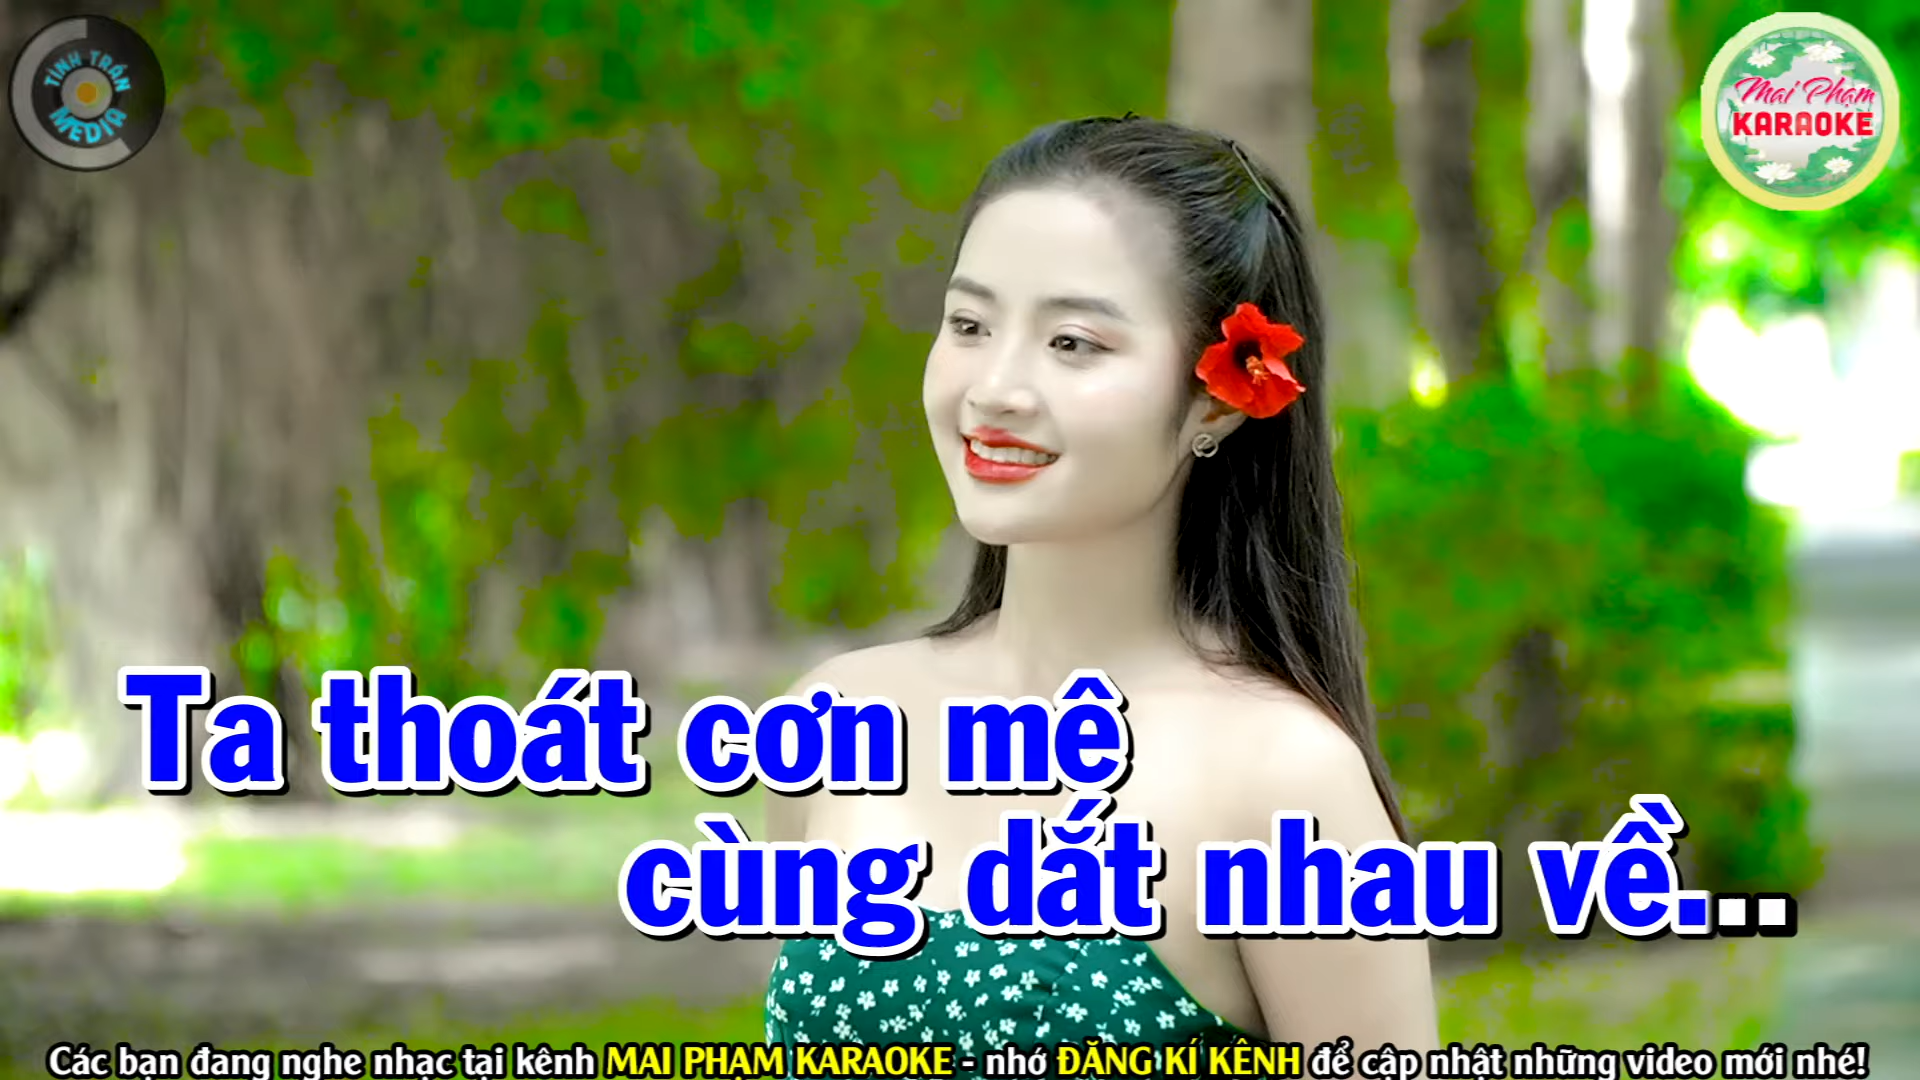 TÌNH TRẦN
MEDIA
Mai Phạm
KARAOKE
Ta thoát cơn mê
cùng dắt nhau về...
Các bạn đang nghe nhạc tại kênh MAI PHẠM KARAOKE - nhớ ĐĂNG KÍ KÊNH để cập nhật những video mới nhé!